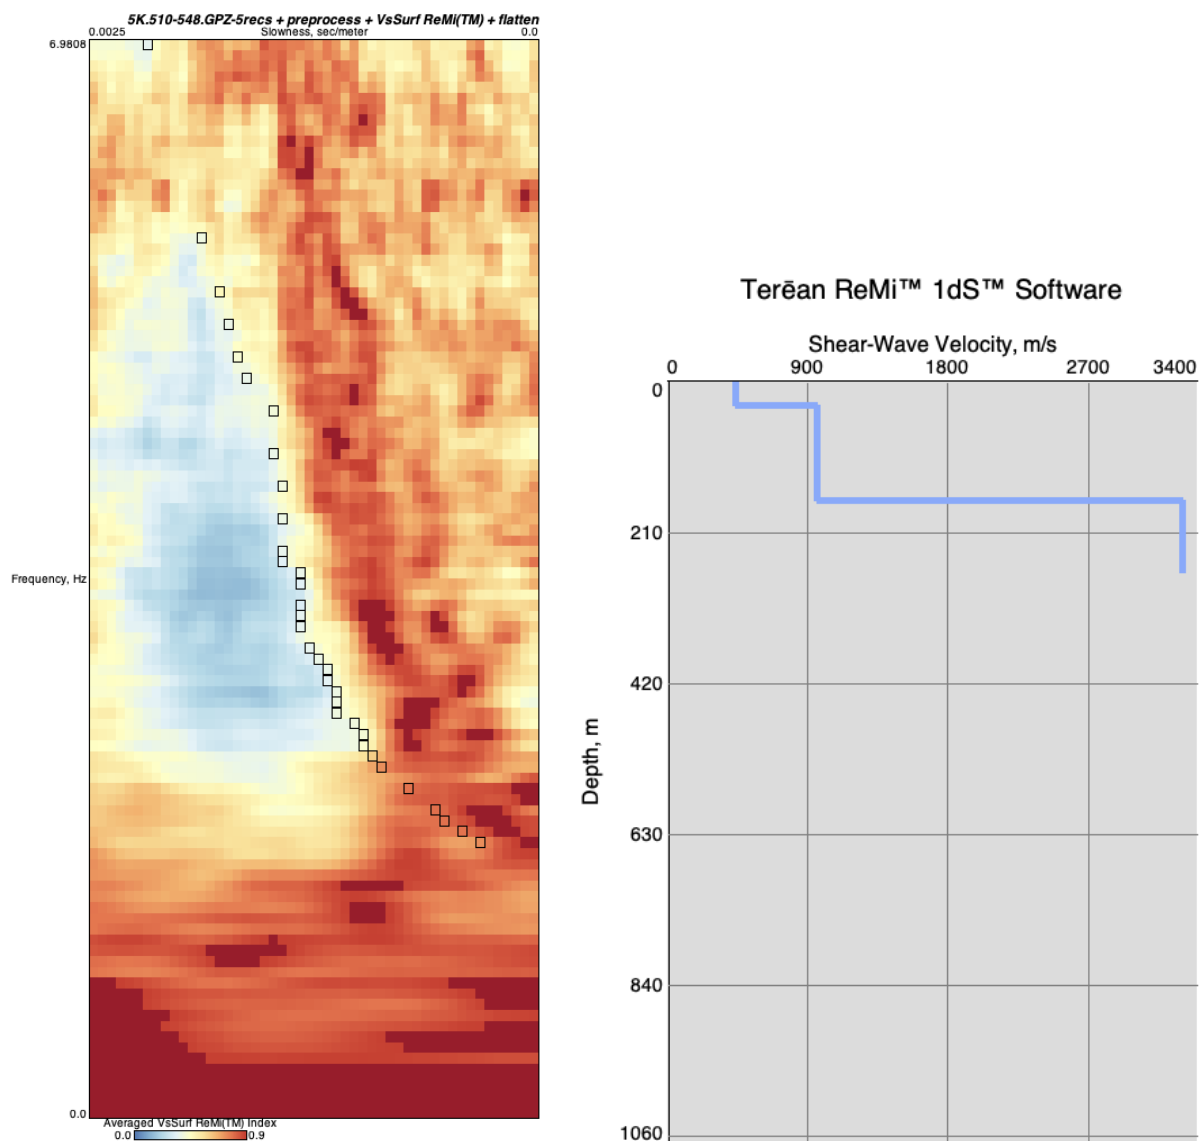 5K.510-548.GPZ-5recs + preprocess + VsSurf ReMi(TM) + flatten
0.0025 Slowness, sec/meter 0.0
6.9808
Frequency, Hz
0.0
Averaged VsSurf ReMi(TM) Index
0.0 0.9
Terēan ReMi™ 1dS™ Software
Shear-Wave Velocity, m/s
0 9000 1800 2700 3400
0
210
420
Depth, m
630
840
1060